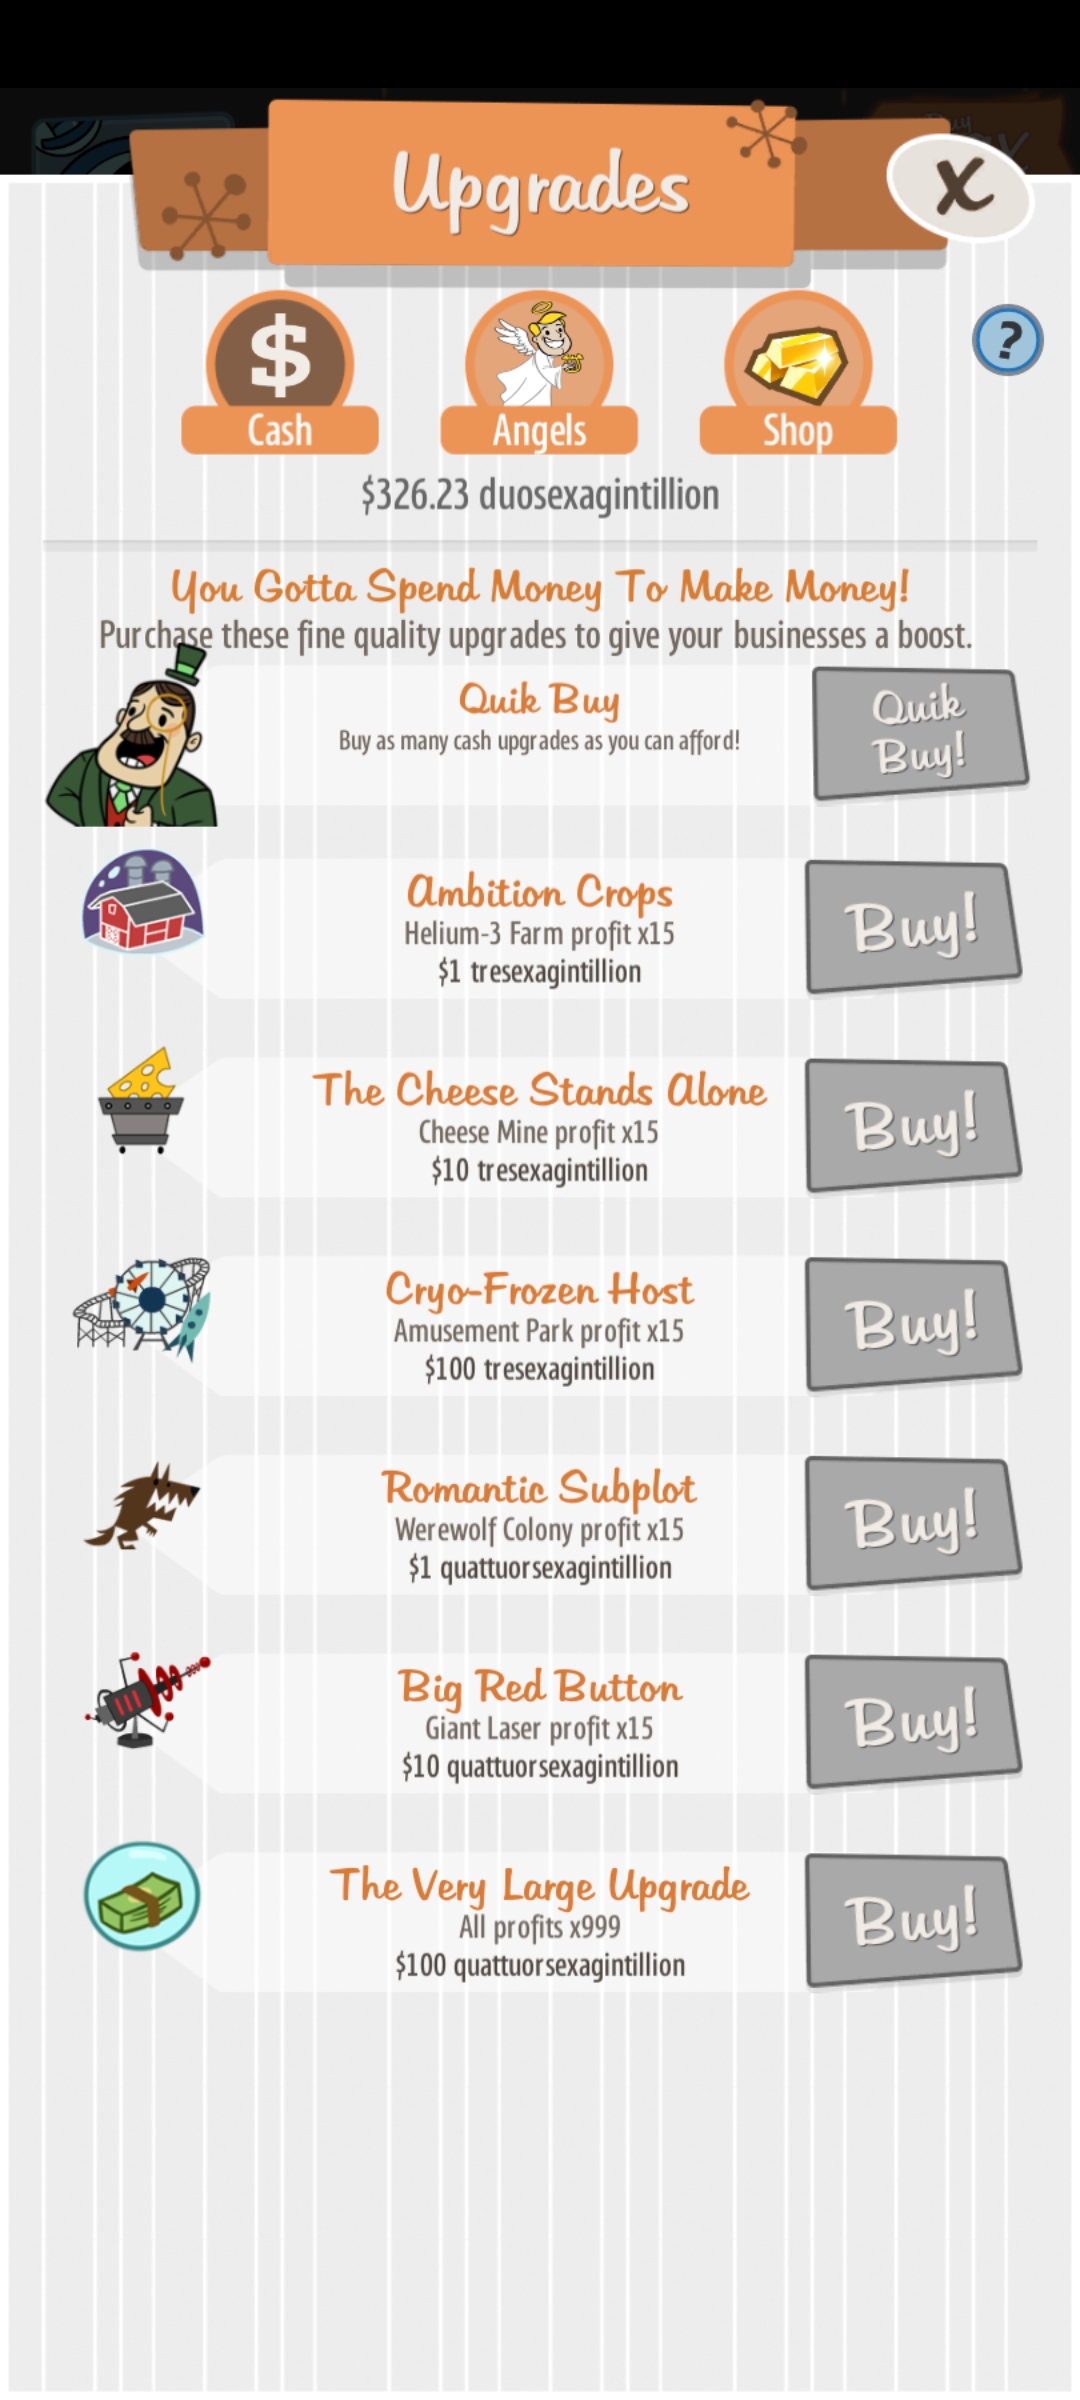 Upgrades
X
?
$
Cash
Angels
Shop
$326.23 duosexagintillion
You Gotta Spend Money To Make Money!
Purchase these fine quality upgrades to give your businesses a boost.
Quik Buy
Buy as many cash upgrades as you can afford!
Quik
Buy!
Ambition Crops
Helium-3 Farm profit x15
$1 tresexagintillion
Buy!
The Cheese Stands Alone
Cheese Mine profit x15
$10 tresexagintillion
Buy!
Cryo-Frozen Host
Amusement Park profit x15
$100 tresexagintillion
Buy!
Romantic Subplot
Werewolf Colony profit x15
$1 quattuorsexagintillion
Buy!
Big Red Button
Giant Laser profit x15
$10 quattuorsexagintillion
Buy!
The Very Large Upgrade
All profits x999
$100 quattuorsexagintillion
Buy!